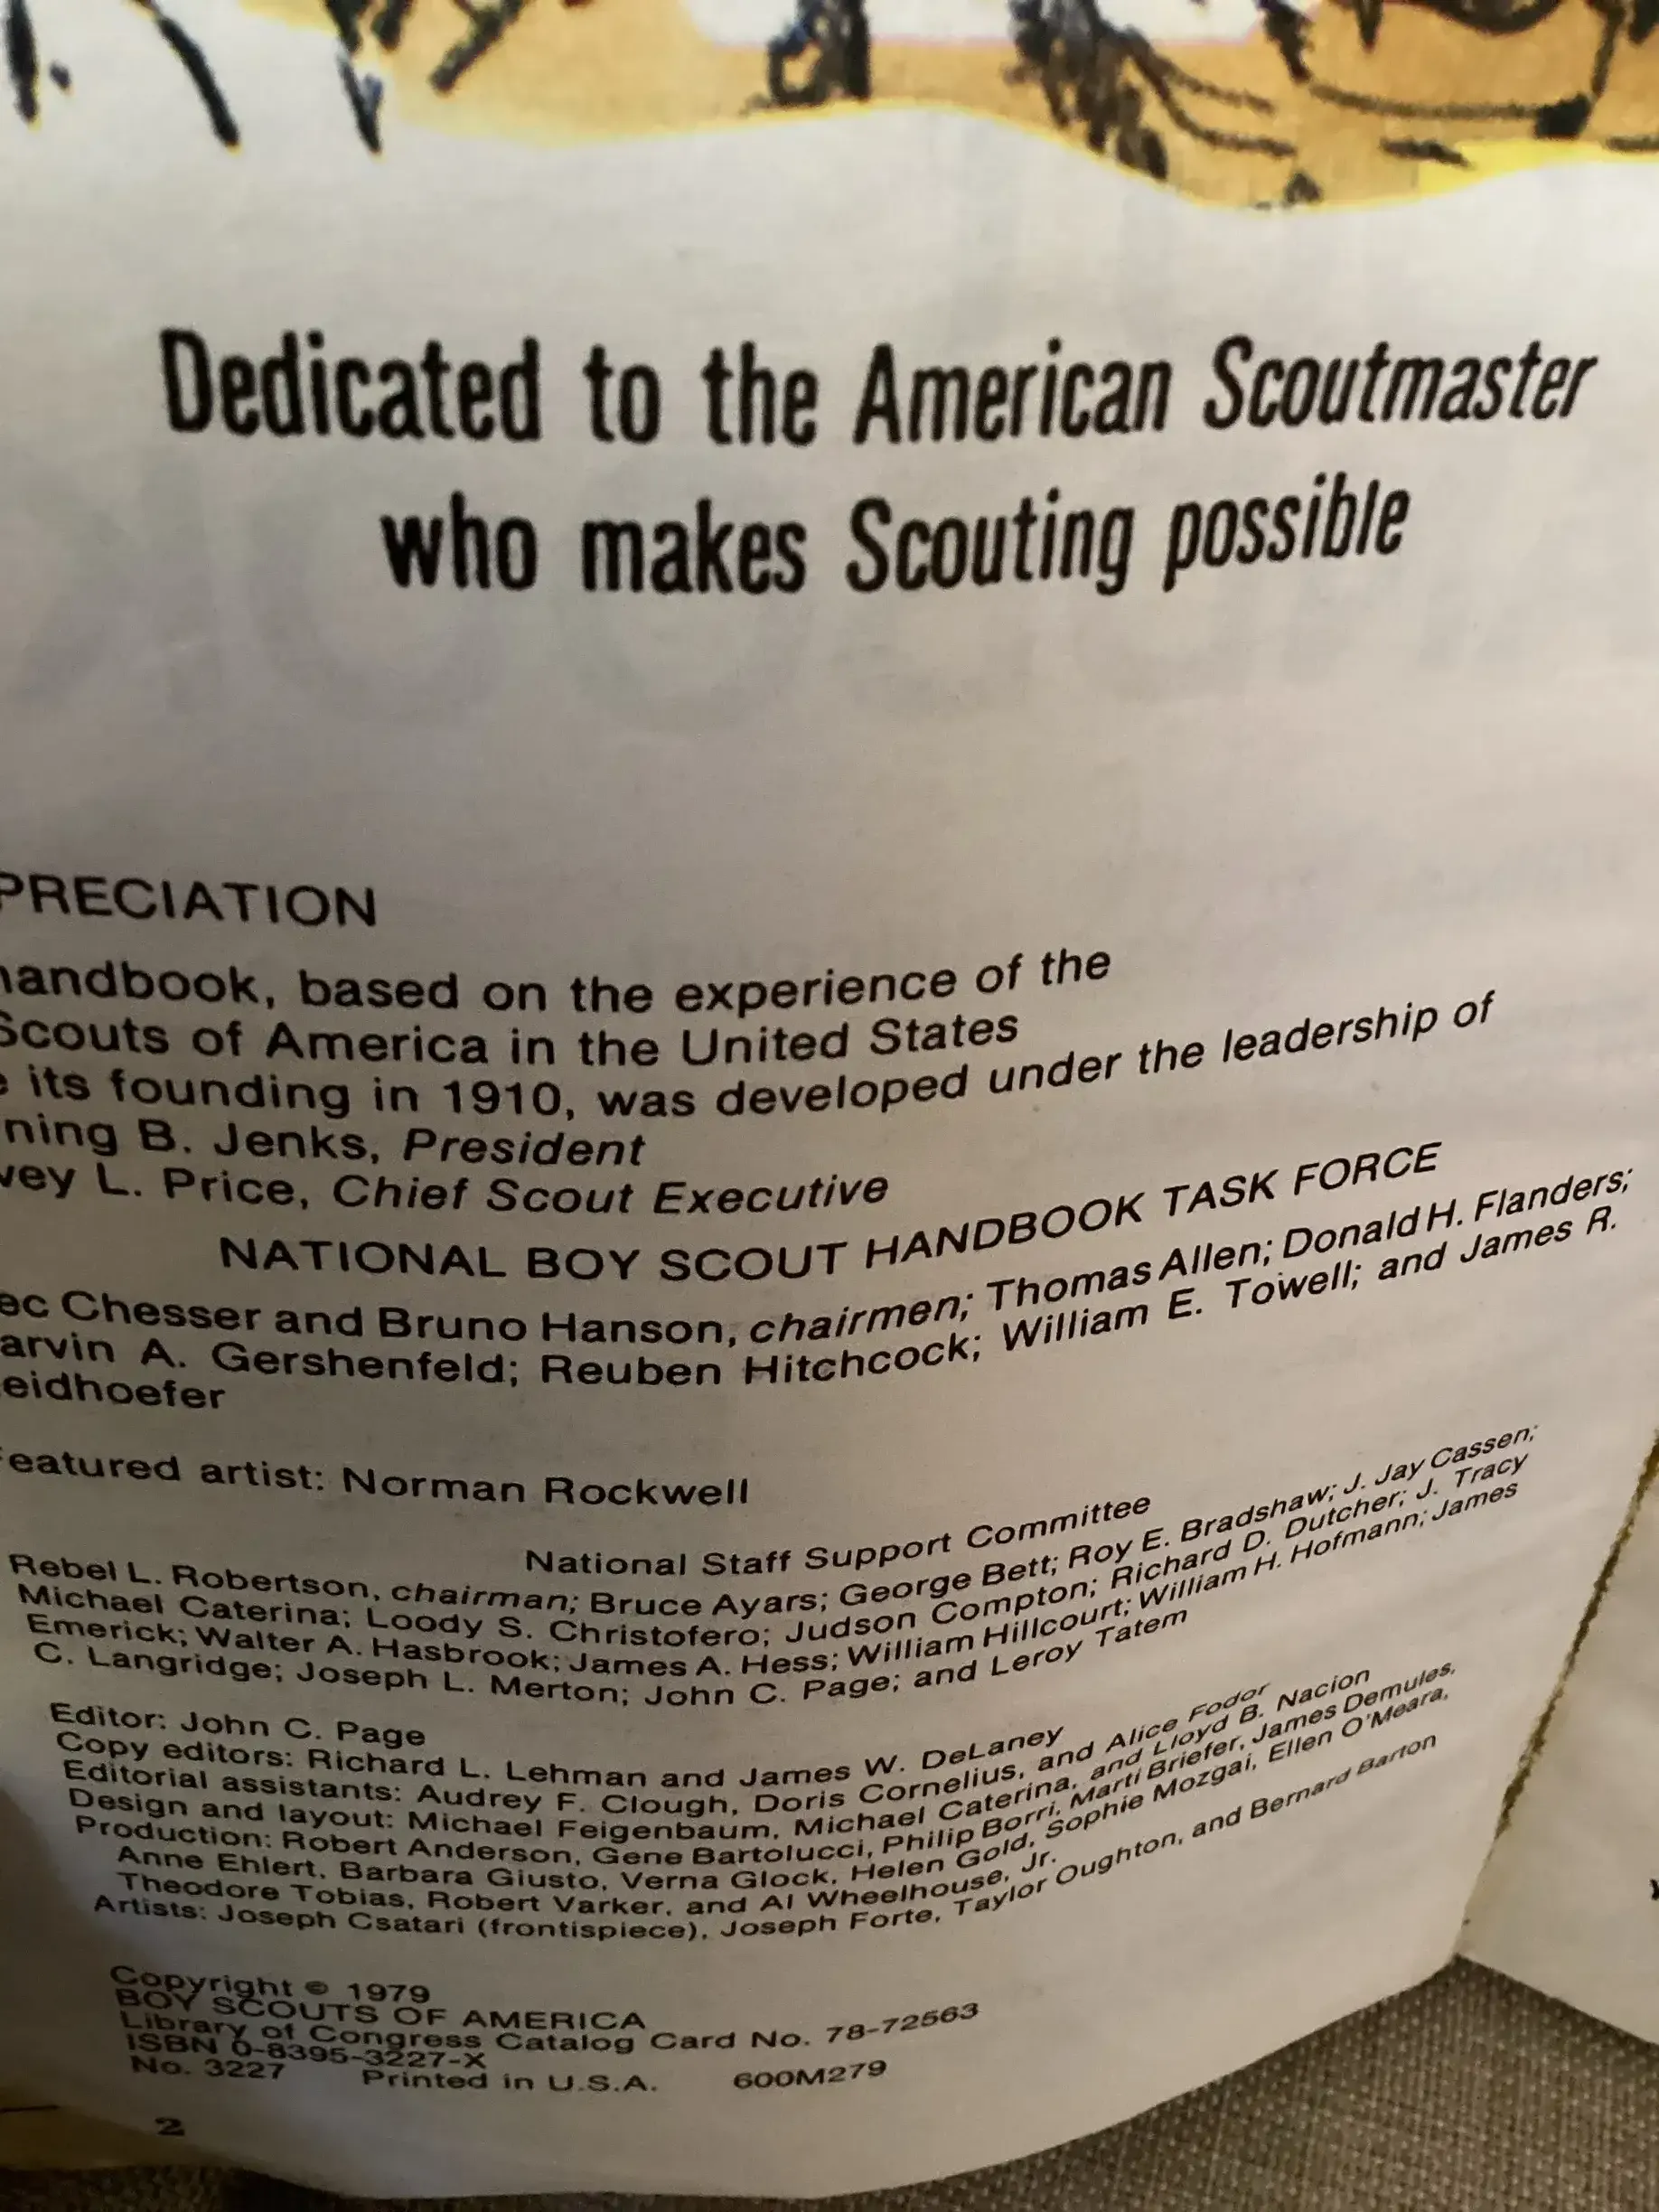 Dedicated to the American Scoutmaster
who makes Scouting possible
PRECIATION
handbook, based on the experience of the
Scouts of America in the United States
e its founding in 1910, was developed under the leadership of
ning B. Jenks, President
vey L. Price, Chief Scout Executive
NATIONAL BOY SCOUT HANDBOOK TASK FORCE
ec Chesser and Bruno Hanson, chairmen; Thomas Allen; Donald H. Flanders;
arvin A. Gershenfeld; Reuben Hitchcock; William E. Towell; and James R.
eidhoefer
eatured artist: Norman Rockwell
National Staff Support Committee
Rebel L. Robertson, chairman; Bruce Ayars; George Bett; Roy E. Bradshaw; J. Jay Cassen;
Michael Caterina; Loody S. Christofero; Judson Compton; Richard D. Dutcher; J. Tracy
Emerick; Walter A. Hasbrook; James A. Hess; William Hillcourt; William H. Hofmann; James
C. Langridge; Joseph L. Merton; John C. Page; and Leroy Tatem
Editor: John C. Page
Copy editors: Richard L. Lehman and James W. DeLaney
Editorial assistants: Audrey F. Clough, Doris Cornelius, and Alice Fodor
Design and layout: Michael Feigenbaum, Michael Caterina, and Lloyd B. Nacion
Production: Robert Anderson, Gene Bartolucci, Philip Borri, Marti Briefer, James Demules,
Anne Ehlert, Barbara Giusto, Verna Glock, Helen Gold, Sophie Mozgai, Ellen O'Meara,
Theodore Tobias, Robert Varker, and Al Wheelhouse, Jr.
Artists: Joseph Csatari (frontispiece), Joseph Forte, Taylor Oughton, and Bernard Barton
Copyright © 1979
BOY SCOUTS OF AMERICA
Library of Congress Catalog Card No. 78-72563
ISBN 0-8395-3227-X
No. 3227 Printed in U.S.A. 600M279
2